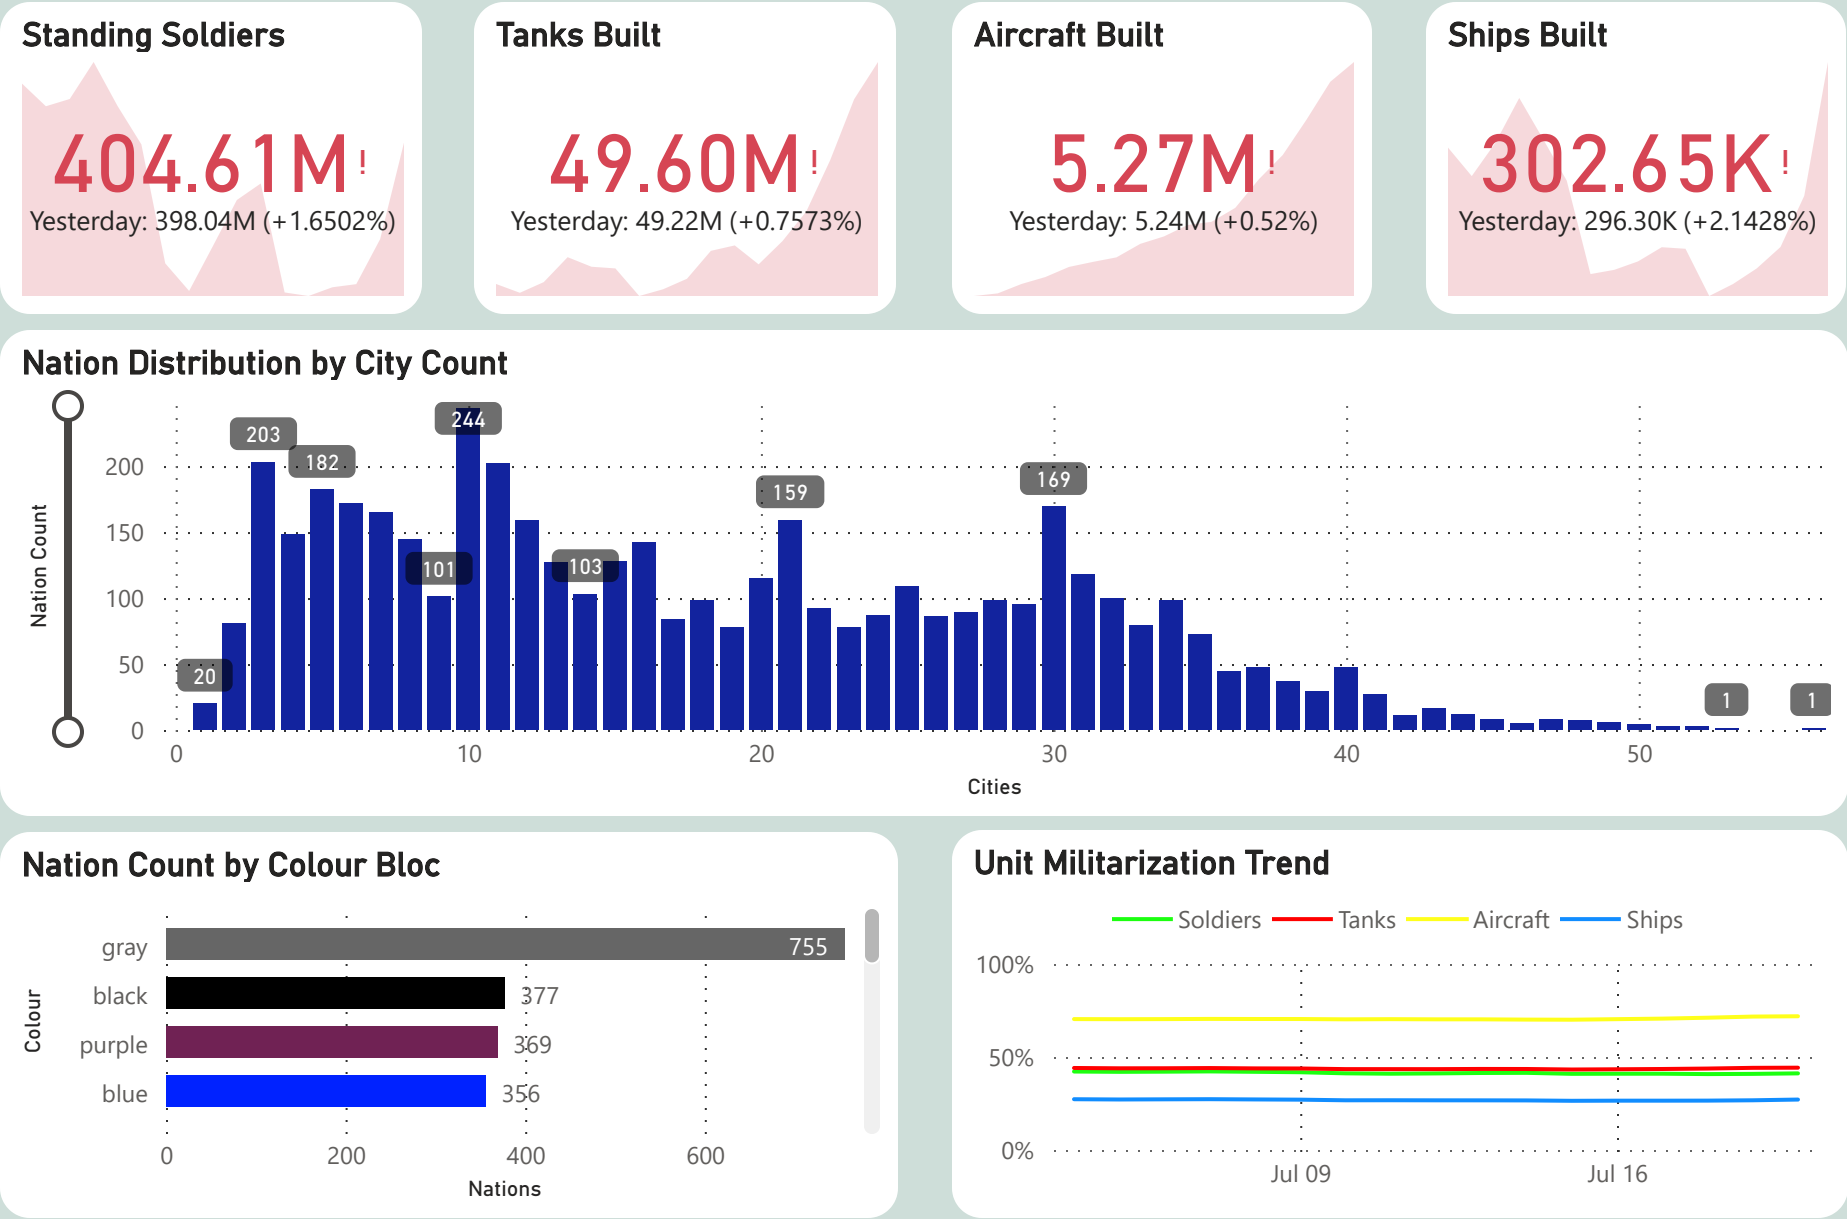 Standing Soldiers
404.61M!
Yesterday: 398.04M (+1.6502%)
Tanks Built
49.60M!
Yesterday: 49.22M (+0.7573%)
Aircraft Built
5.27M!
Yesterday: 5.24M (+0.52%)
Ships Built
302.65K!
Yesterday: 296.30K (+2.1428%)
Nation Distribution by City Count
Nation Count
200
150
100
50
0
20
203
182
101
244
103
159
169
1
1
0
10
20
30
40
50
Cities
Nation Count by Colour Bloc
Colour
gray
755
black
377
purple
369
blue
356
0
200
400
600
Nations
Unit Militarization Trend
Soldiers
Tanks
Aircraft
Ships
100%
50%
0%
Jul 09
Jul 16